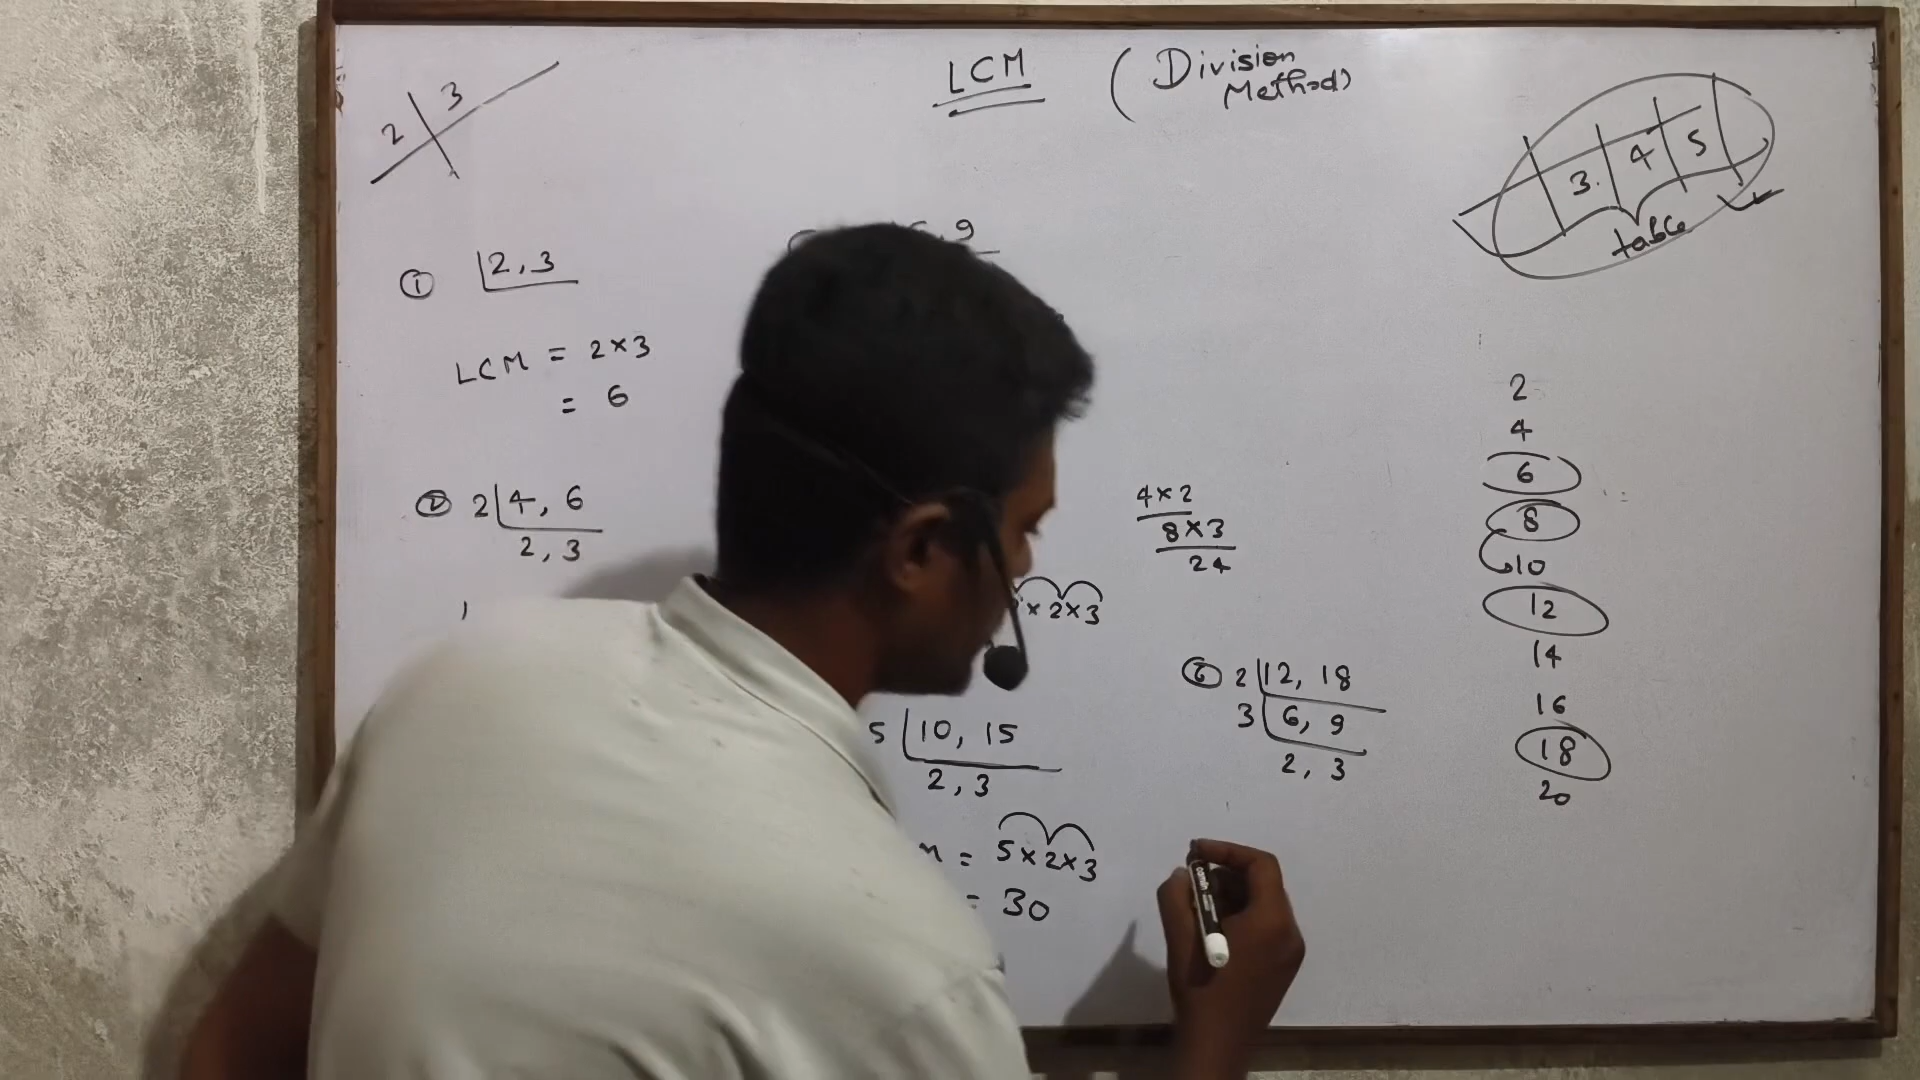 LCM ( Division
Method)
2 3
3. 4 5
table
① 2, 3
LCM = 2×3
= 6
② 2 4, 6
2, 3
, 9
4×2
8×3
24
× 2×3
5 10, 15
2, 3
= 5×2×3
= 30
⑥ 2 12, 18
3 6, 9
2, 3
2
4
6
8
10
12
14
16
18
20